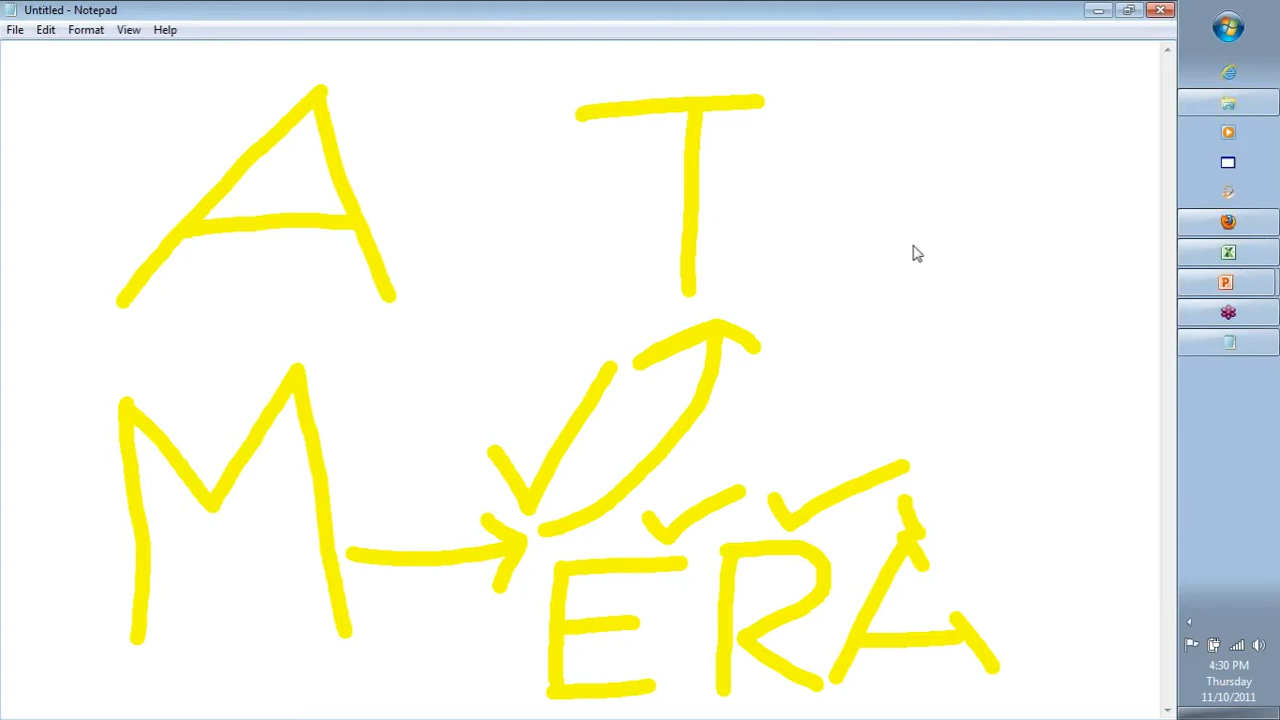 Untitled - Notepad
File Edit Format View Help
A T
M
ERA
4:30 PM
Thursday
11/10/2011